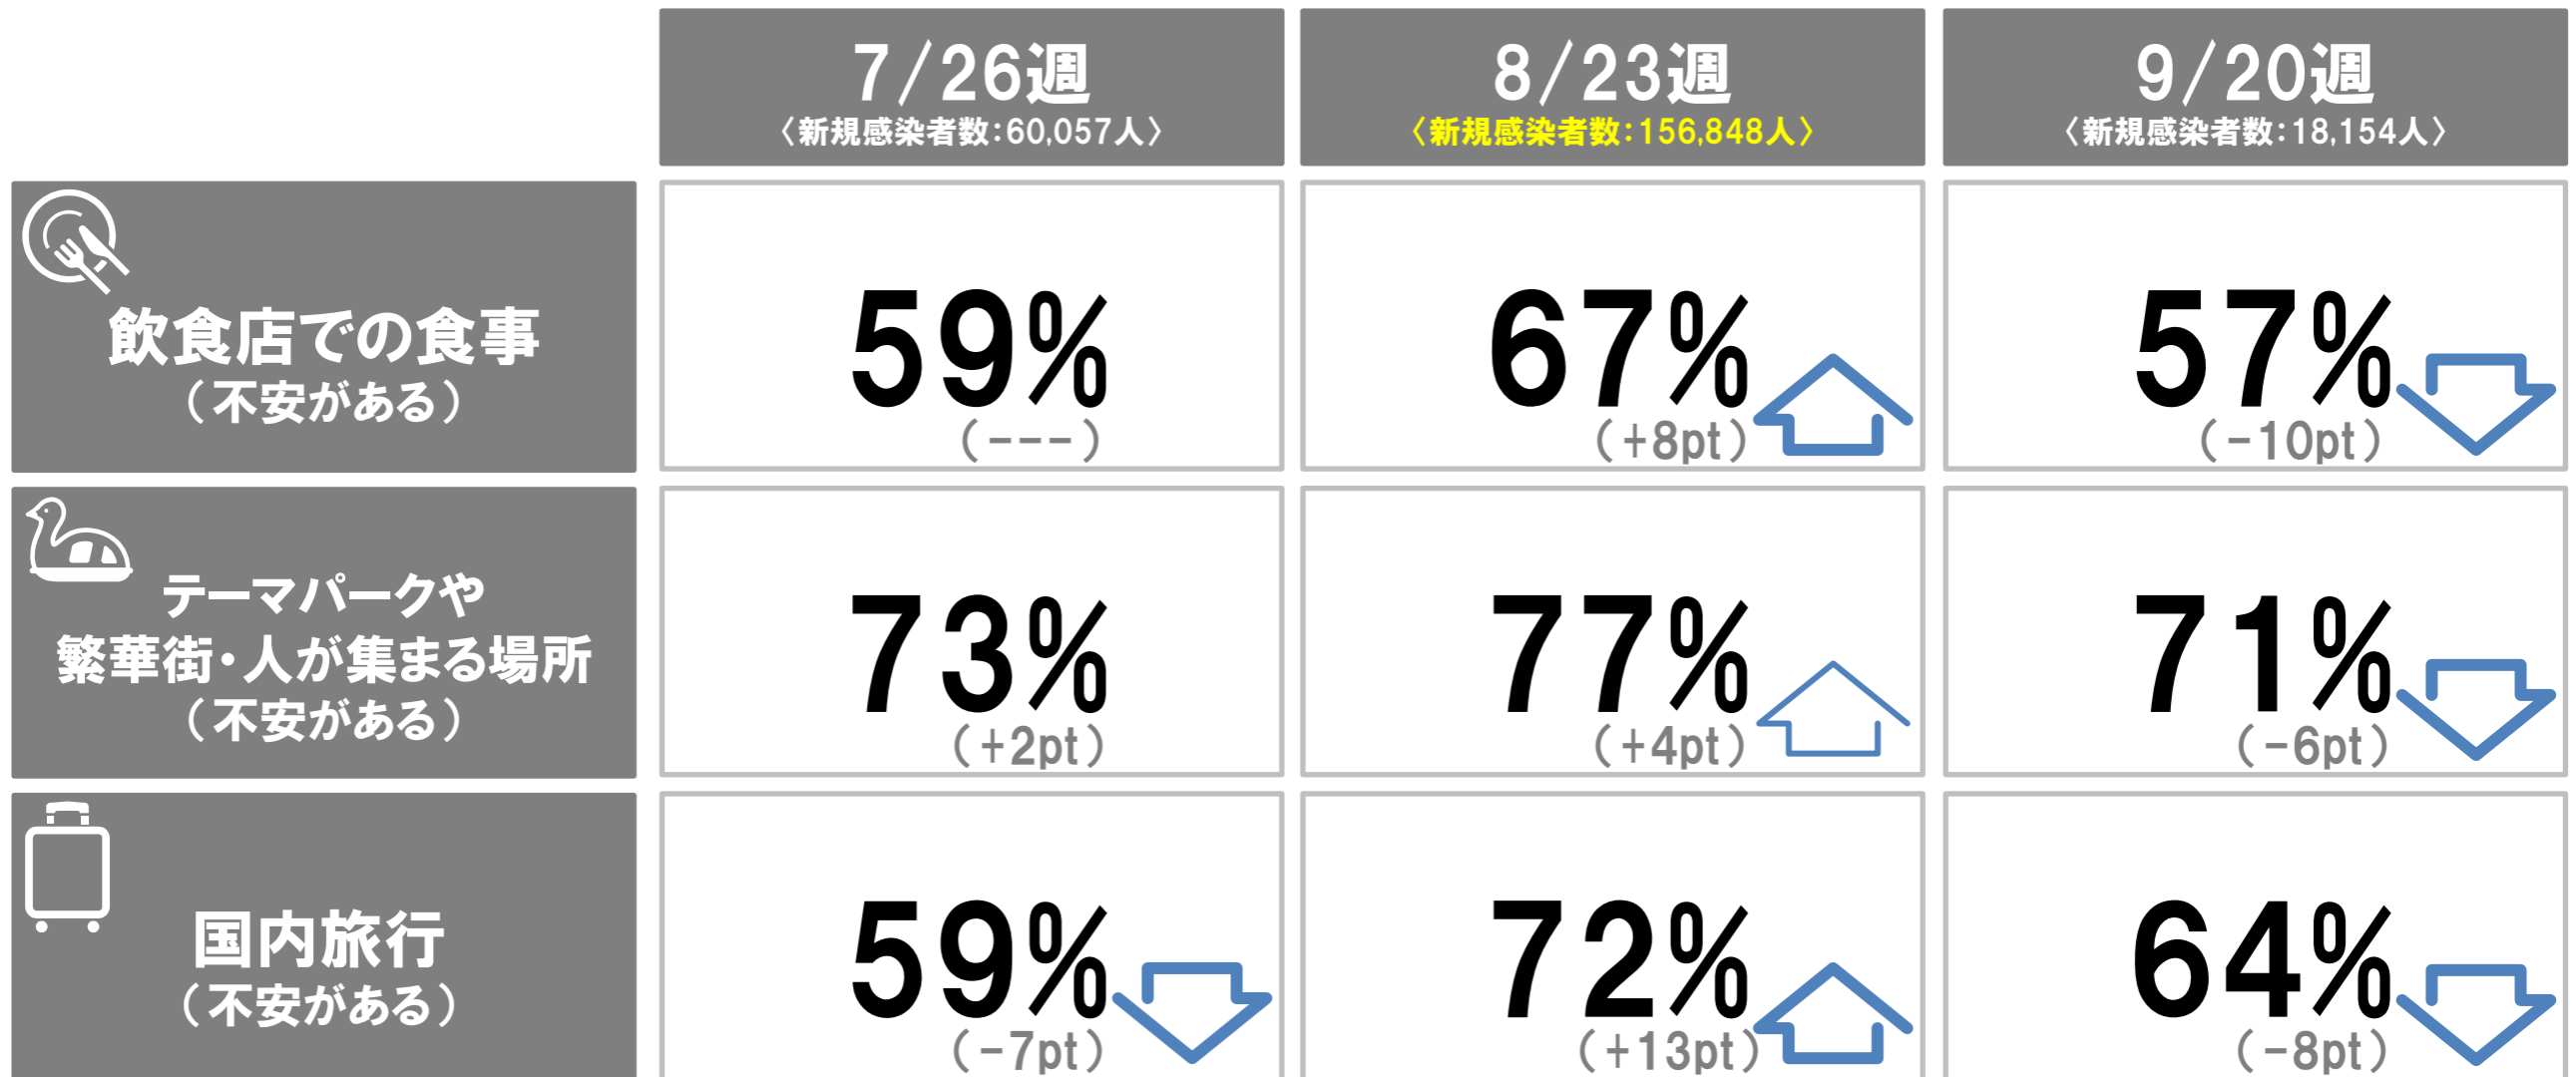 7/26週
〈新規感染者数：60,057人〉
8/23週
〈新規感染者数：156,848人〉
9/20週
〈新規感染者数：18,154人〉
飲食店での食事
（不安がある）
59%
（---）
67%
（+8pt）
57%
（-10pt）
テーマパークや
繁華街・人が集まる場所
（不安がある）
73%
（+2pt）
77%
（+4pt）
71%
（-6pt）
国内旅行
（不安がある）
59%
（-7pt）
72%
（+13pt）
64%
（-8pt）